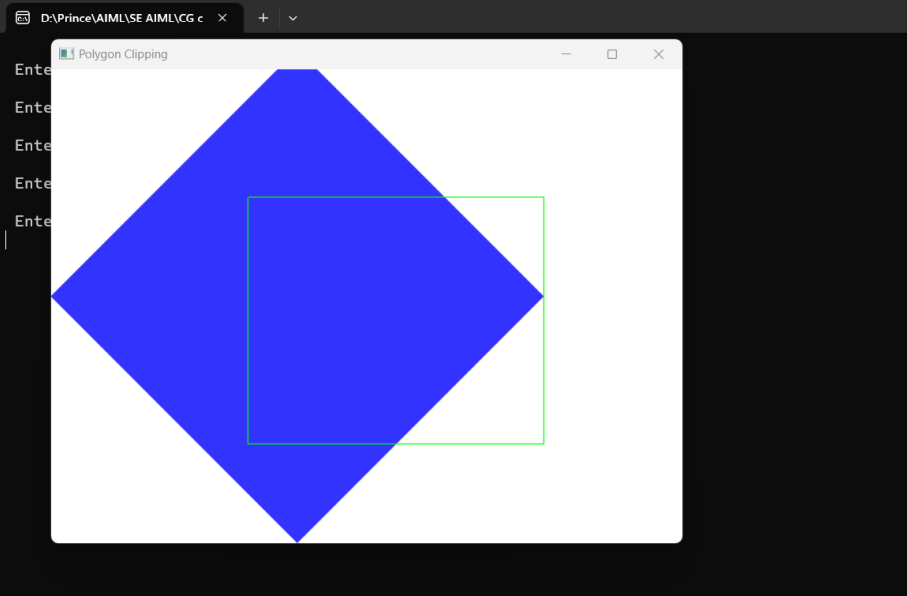 D:\Prince\AIML\SE AIML\CG c
Polygon Clipping
Ente
Ente
Ente
Ente
Ente